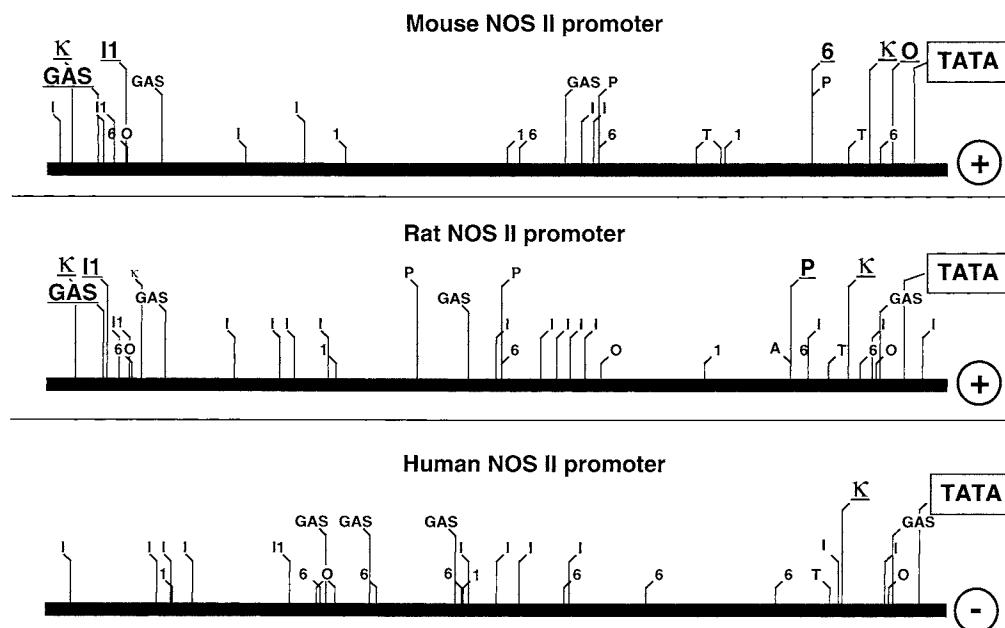 Mouse NOS II promoter
K I1 6 K O TATA
GAS GAS P P
I I1 I I I I
6 O 1 1 6 6 T 1 T 6
+
Rat NOS II promoter
K I1 κ P P P K TATA
GAS GAS GAS GAS
I1 I I I I I I I I I I I I
6 O 1 6 O 1 A 6 T 6 O
+
Human NOS II promoter
K TATA
GAS GAS GAS GAS
I I I I I1 I I I I I I
1 6 O 6 6 1 6 6 6 T O
-